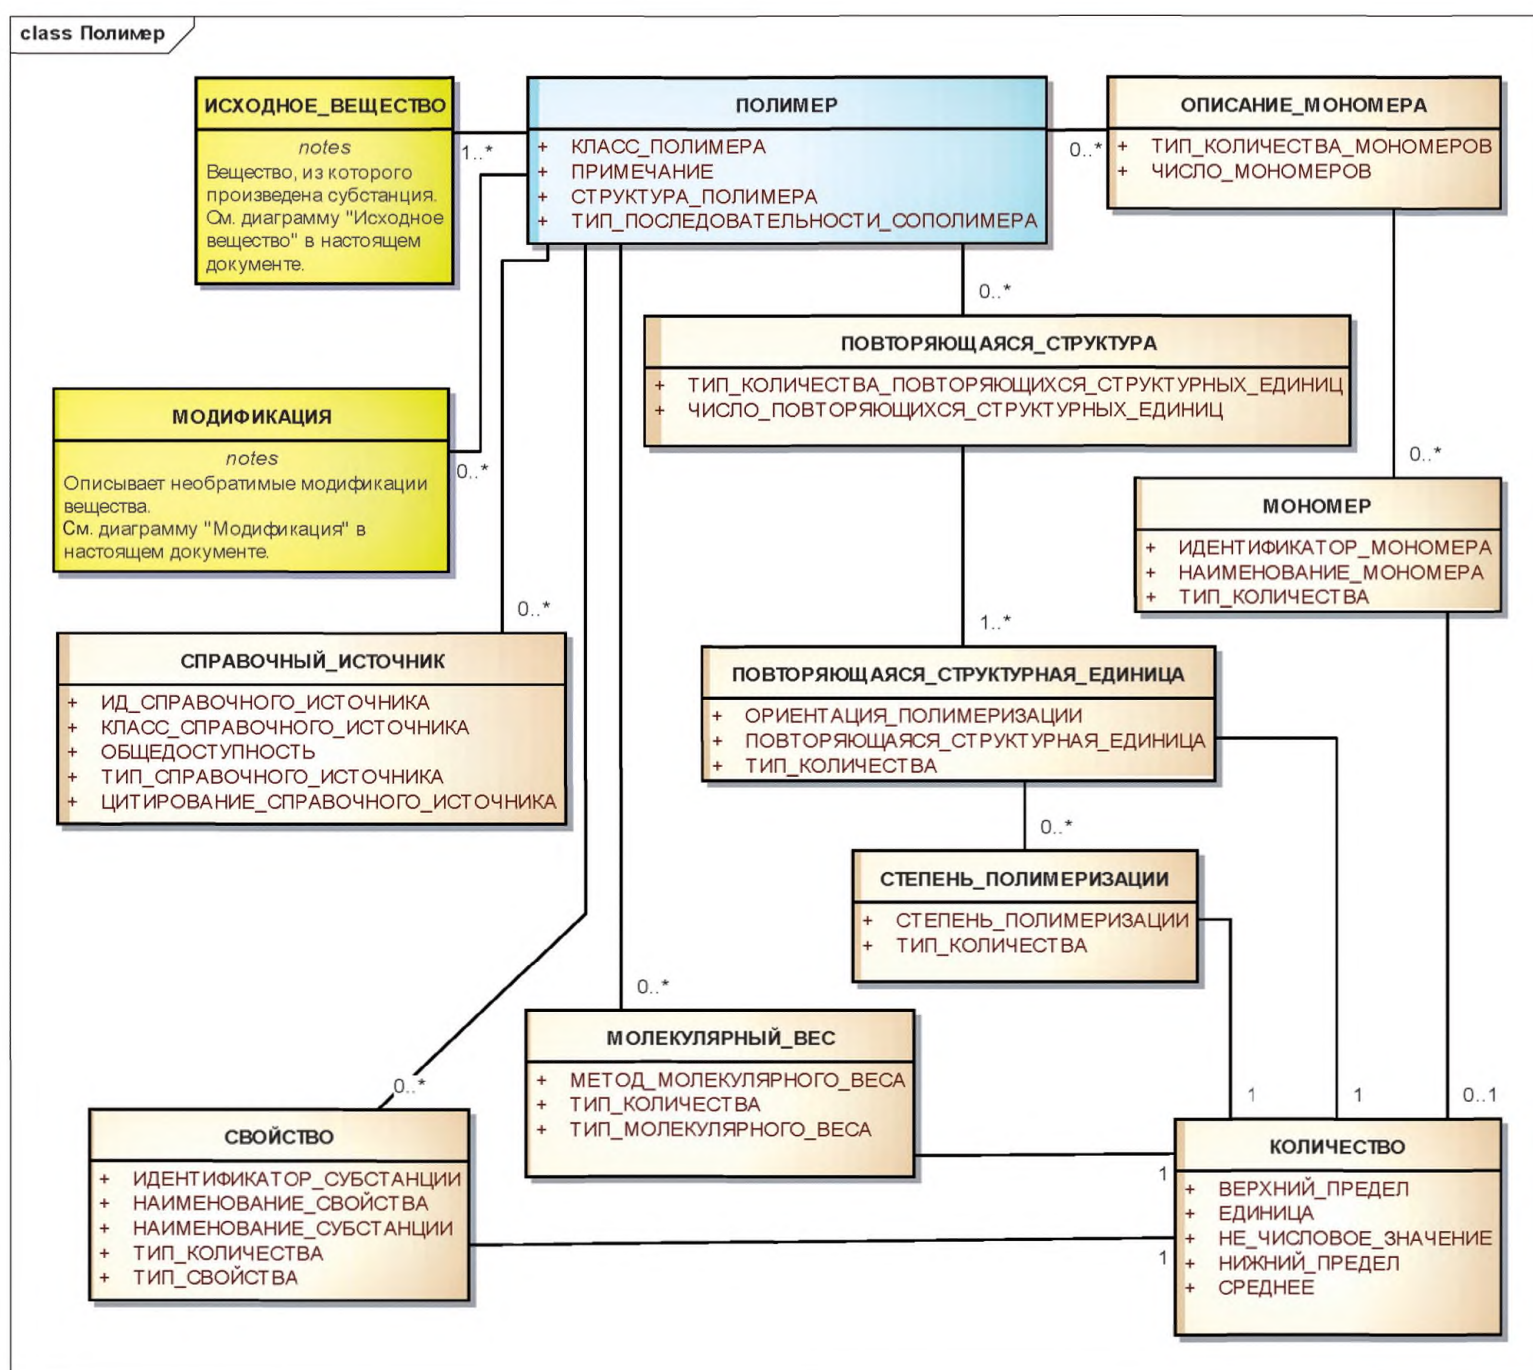 class Полимер
ИСХОДНОЕ_ВЕЩЕСТВО
notes
Вещество, из которого
произведена субстанция.
См. диаграмму "Исходное
вещество" в настоящем
документе.
1..*
0..*
ПОЛИМЕР
+ КЛАСС_ПОЛИМЕРА
+ ПРИМЕЧАНИЕ
+ СТРУКТУРА_ПОЛИМЕРА
+ ТИП_ПОСЛЕДОВАТЕЛЬНОСТИ_СОПОЛИМЕРА
0..*
ОПИСАНИЕ_МОНОМЕРА
+ ТИП_КОЛИЧЕСТВА_МОНОМЕРОВ
+ ЧИСЛО_МОНОМЕРОВ
0..*
ПОВТОРЯЮЩАЯСЯ_СТРУКТУРА
+ ТИП_КОЛИЧЕСТВА_ПОВТОРЯЮЩИХСЯ_СТРУКТУРНЫХ_ЕДИНИЦ
+ ЧИСЛО_ПОВТОРЯЮЩИХСЯ_СТРУКТУРНЫХ_ЕДИНИЦ
МОДИФИКАЦИЯ
notes
Описывает необратимые модификации
вещества.
См. диаграмму "Модификация" в
настоящем документе.
0..*
МОНОМЕР
+ ИДЕНТИФИКАТОР_МОНОМЕРА
+ НАИМЕНОВАНИЕ_МОНОМЕРА
+ ТИП_КОЛИЧЕСТВА
0..*
СПРАВОЧНЫЙ_ИСТОЧНИК
+ ИД_СПРАВОЧНОГО_ИСТОЧНИКА
+ КЛАСС_СПРАВОЧНОГО_ИСТОЧНИКА
+ ОБЩЕДОСТУПНОСТЬ
+ ТИП_СПРАВОЧНОГО_ИСТОЧНИКА
+ ЦИТИРОВАНИЕ_СПРАВОЧНОГО_ИСТОЧНИКА
1..*
ПОВТОРЯЮЩАЯСЯ_СТРУКТУРНАЯ_ЕДИНИЦА
+ ОРИЕНТАЦИЯ_ПОЛИМЕРИЗАЦИИ
+ ПОВТОРЯЮЩАЯСЯ_СТРУКТУРНАЯ_ЕДИНИЦА
+ ТИП_КОЛИЧЕСТВА
0..*
СТЕПЕНЬ_ПОЛИМЕРИЗАЦИИ
+ СТЕПЕНЬ_ПОЛИМЕРИЗАЦИИ
+ ТИП_КОЛИЧЕСТВА
0..*
МОЛЕКУЛЯРНЫЙ_ВЕС
+ МЕТОД_МОЛЕКУЛЯРНОГО_ВЕСА
+ ТИП_КОЛИЧЕСТВА
+ ТИП_МОЛЕКУЛЯРНОГО_ВЕСА
0..*
СВОЙСТВО
+ ИДЕНТИФИКАТОР_СУБСТАНЦИИ
+ НАИМЕНОВАНИЕ_СВОЙСТВА
+ НАИМЕНОВАНИЕ_СУБСТАНЦИИ
+ ТИП_КОЛИЧЕСТВА
+ ТИП_СВОЙСТВА
1
1
0..1
1
1
КОЛИЧЕСТВО
+ ВЕРХНИЙ_ПРЕДЕЛ
+ ЕДИНИЦА
+ НЕ_ЧИСЛОВОЕ_ЗНАЧЕНИЕ
+ НИЖНИЙ_ПРЕДЕЛ
+ СРЕДНЕЕ